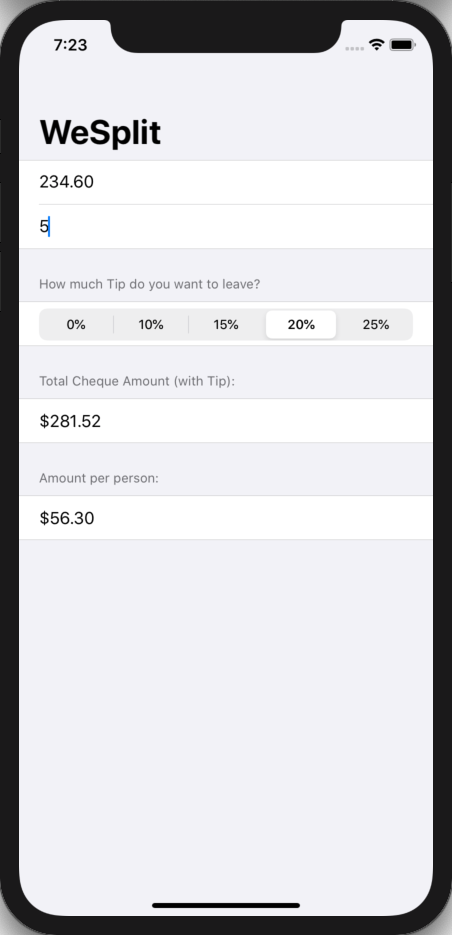 7:23
WeSplit
234.60
5
How much Tip do you want to leave?
0% 10% 15% 20% 25%
Total Cheque Amount (with Tip):
$281.52
Amount per person:
$56.30